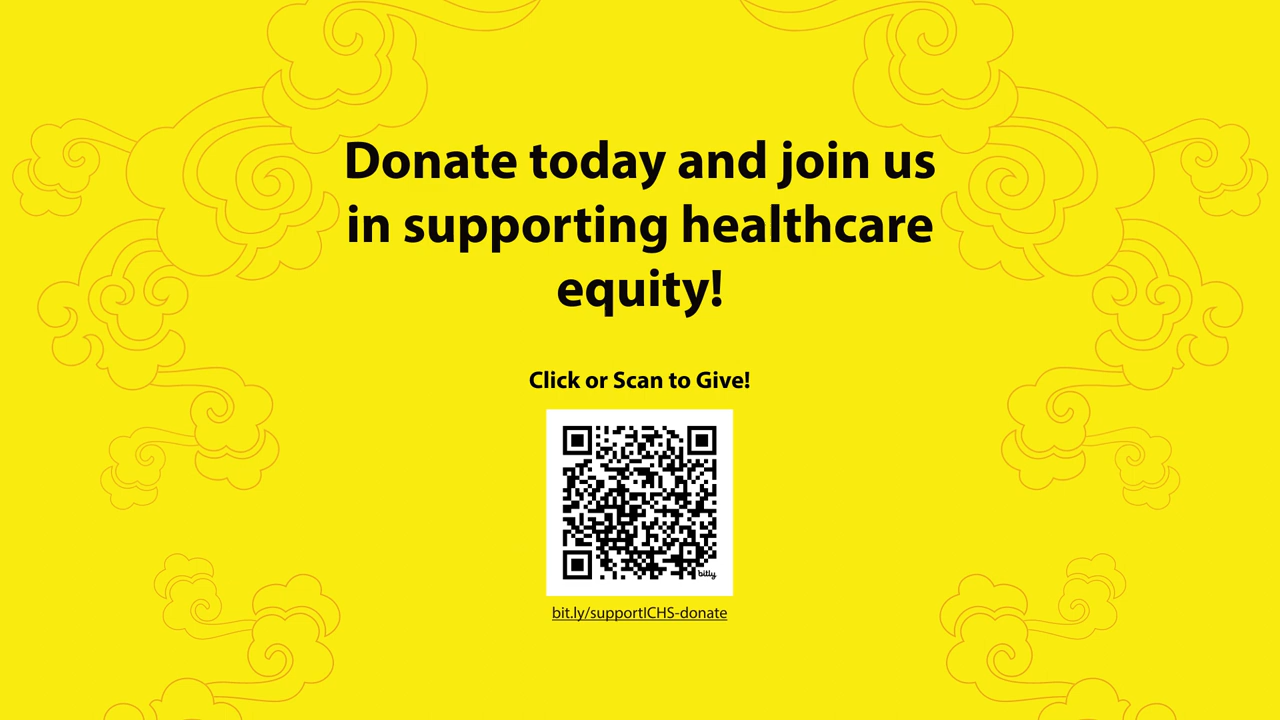 Donate today and join us
in supporting healthcare
equity!
Click or Scan to Give!
bitly
bit.ly/supportICHS-donate